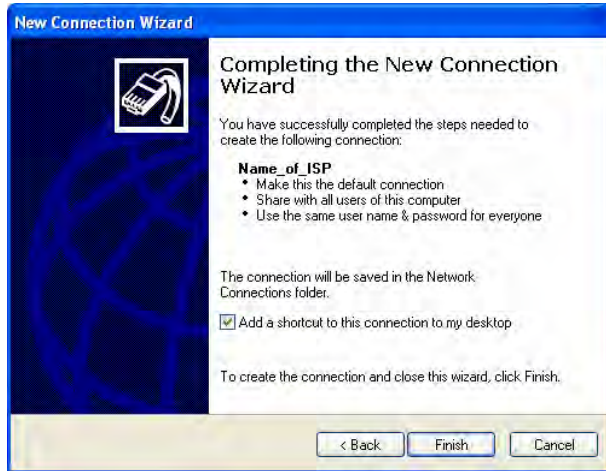 New Connection Wizard
Completing the New Connection
Wizard
You have successfully completed the steps needed to
create the following connection:
Name_of_ISP
• Make this the default connection
• Share with all users of this computer
• Use the same user name & password for everyone
The connection will be saved in the Network
Connections folder.
Add a shortcut to this connection to my desktop
To create the connection and close this wizard, click Finish.
< Back Finish Cancel